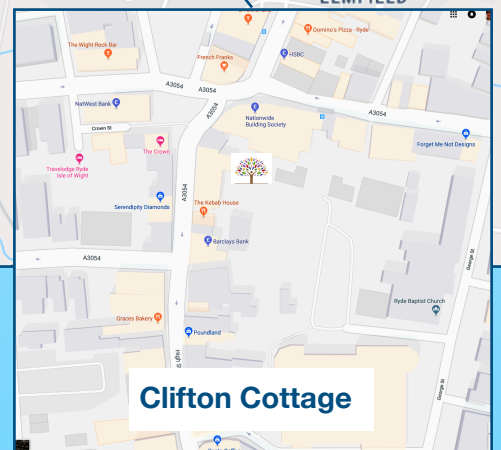 ELMFIELD
Domino's Pizza - Ryde
The Wight Rock Bar
French Franks
HSBC
A3054
A3054
A3054
NatWest Bank
A3054
Nationwide
Building Society
Crown St
Forget Me Not Designs
The Crown
Travelodge Ryde
Isle of Wight
A3054
Serendipity Diamonds
The Kebab House
Barclays Bank
A3054
George St
Ryde Baptist Church
Graces Bakery
Poundland
High S
George St
Clifton Cottage